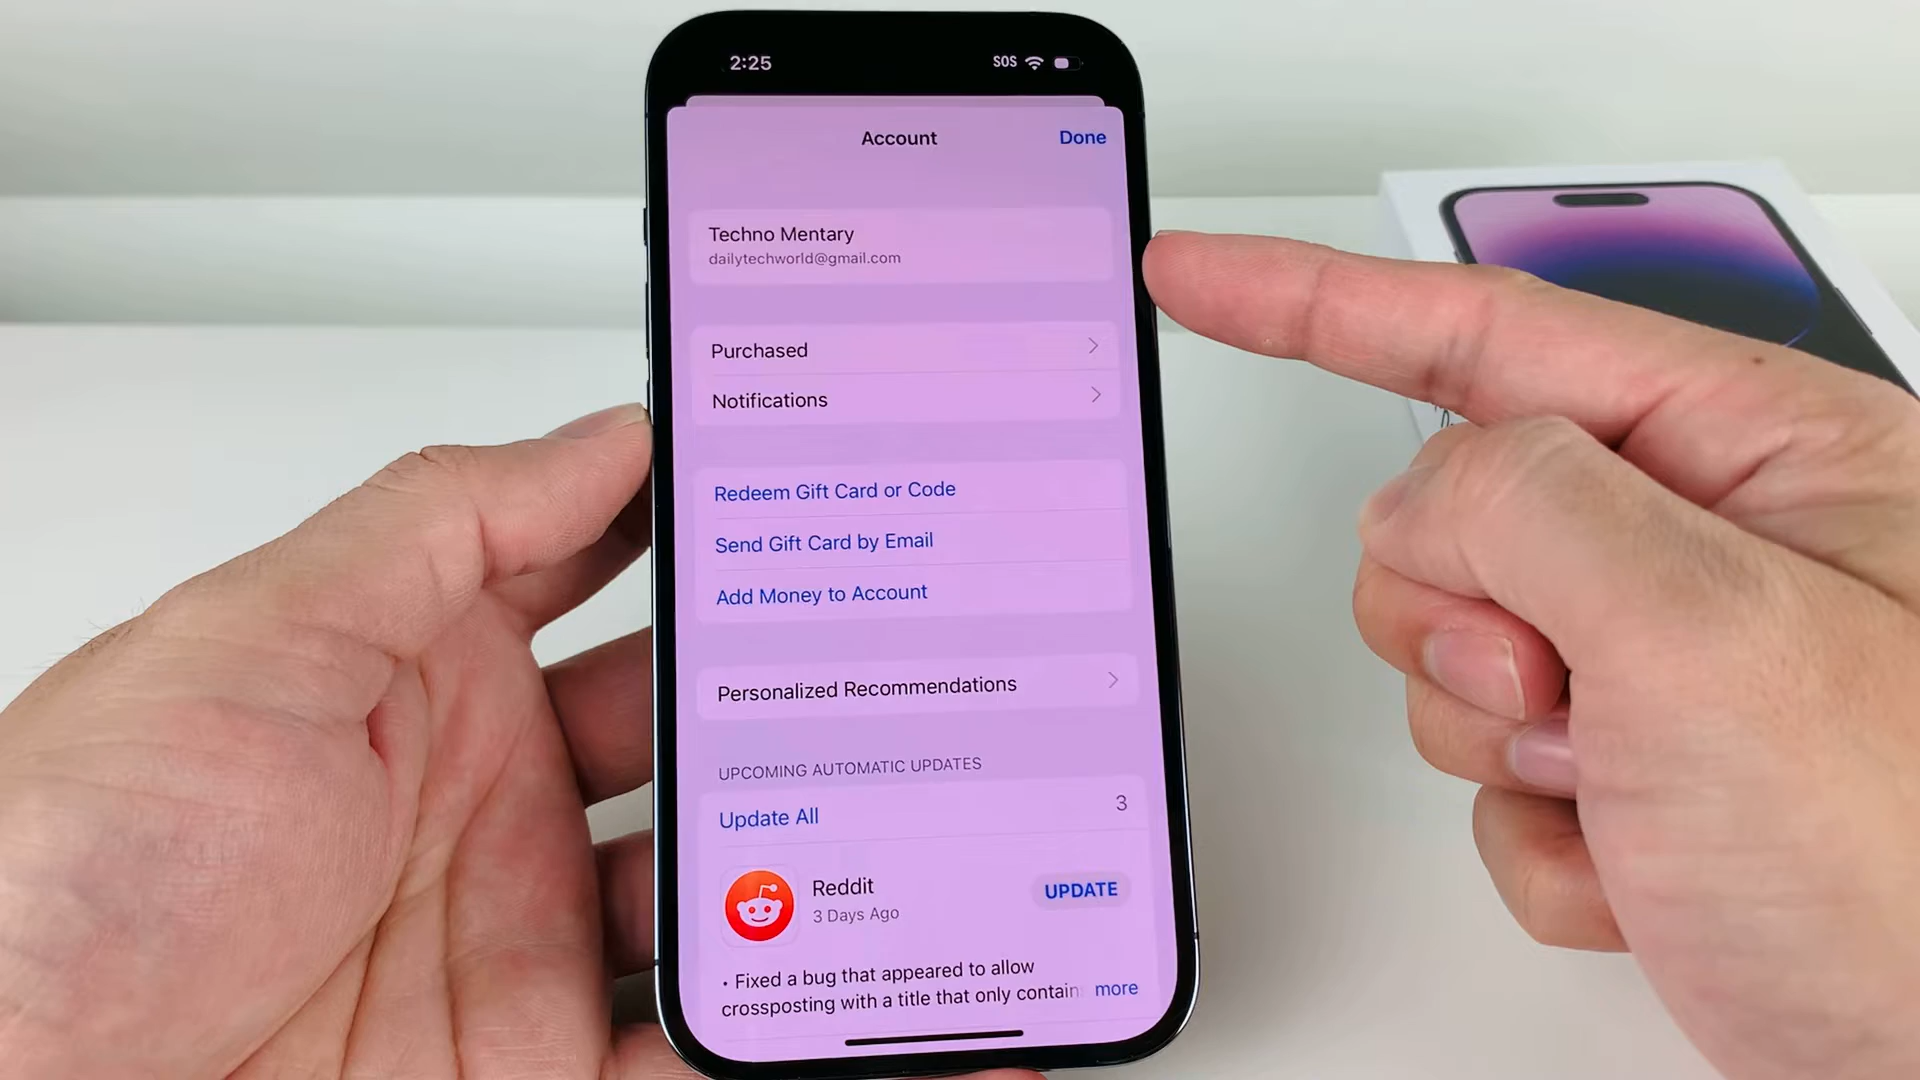 2:25
SOS
Account
Done
Techno Mentary
dailytechworld@gmail.com
Purchased
Notifications
Redeem Gift Card or Code
Send Gift Card by Email
Add Money to Account
Personalized Recommendations
UPCOMING AUTOMATIC UPDATES
Update All
3
Reddit
UPDATE
3 Days Ago
• Fixed a bug that appeared to allow
crossposting with a title that only contain
more